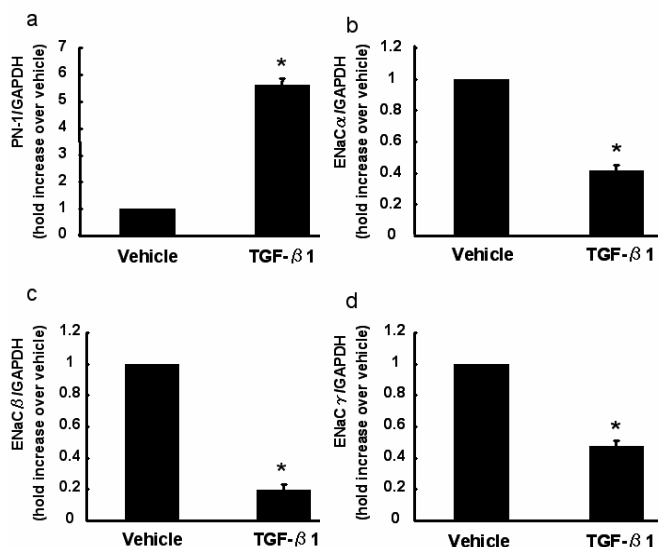 a
PN-1/GAPDH
(hold increase over vehicle)
7
6
5
4
3
2
1
0
*
Vehicle
TGF-β1
b
ENaCα/GAPDH
(hold increase over vehicle)
1.2
1
0.8
0.6
0.4
0.2
0
*
Vehicle
TGF-β1
c
ENaCβ/GAPDH
(hold increase over vehicle)
1.2
1
0.8
0.6
0.4
0.2
0
*
Vehicle
TGF-β1
d
ENaCγ/GAPDH
(hold increase over vehicle)
1.2
1
0.8
0.6
0.4
0.2
0
*
Vehicle
TGF-β1